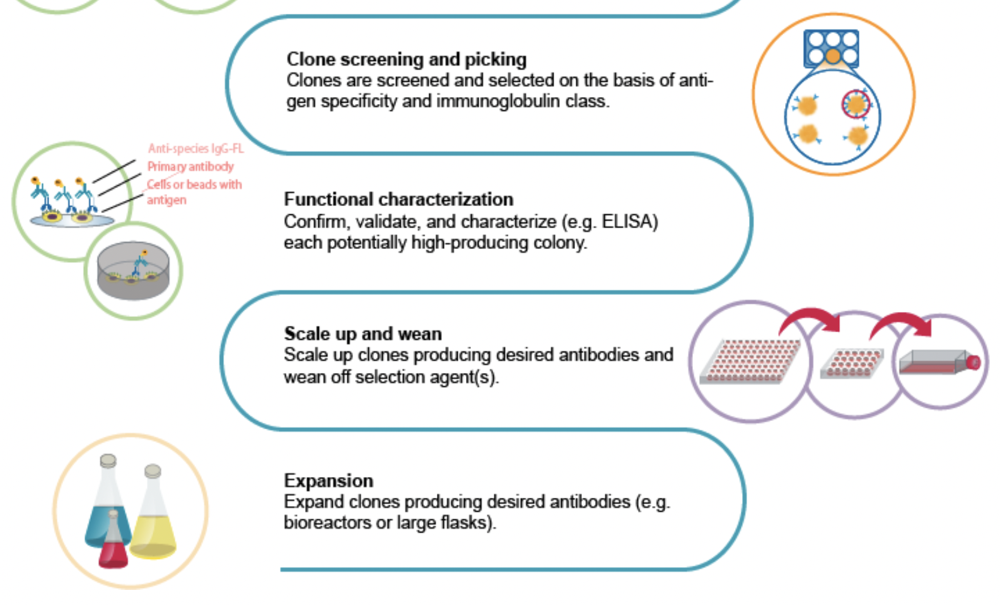 Clone screening and picking
Clones are screened and selected on the basis of anti-
gen specificity and immunoglobulin class.
Anti-species IgG-FL
Primary antibody
Cells or beads with
antigen
Functional characterization
Confirm, validate, and characterize (e.g. ELISA)
each potentially high-producing colony.
Scale up and wean
Scale up clones producing desired antibodies and
wean off selection agent(s).
Expansion
Expand clones producing desired antibodies (e.g.
bioreactors or large flasks).